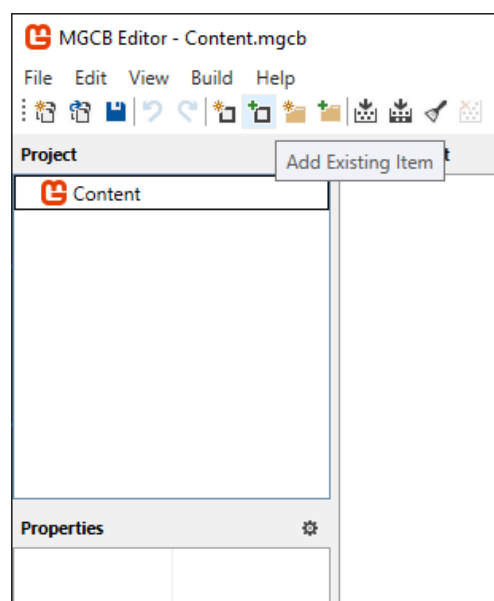 MGCB Editor - Content.mgcb
File Edit View Build Help
Project
Add Existing Item
Content
Properties